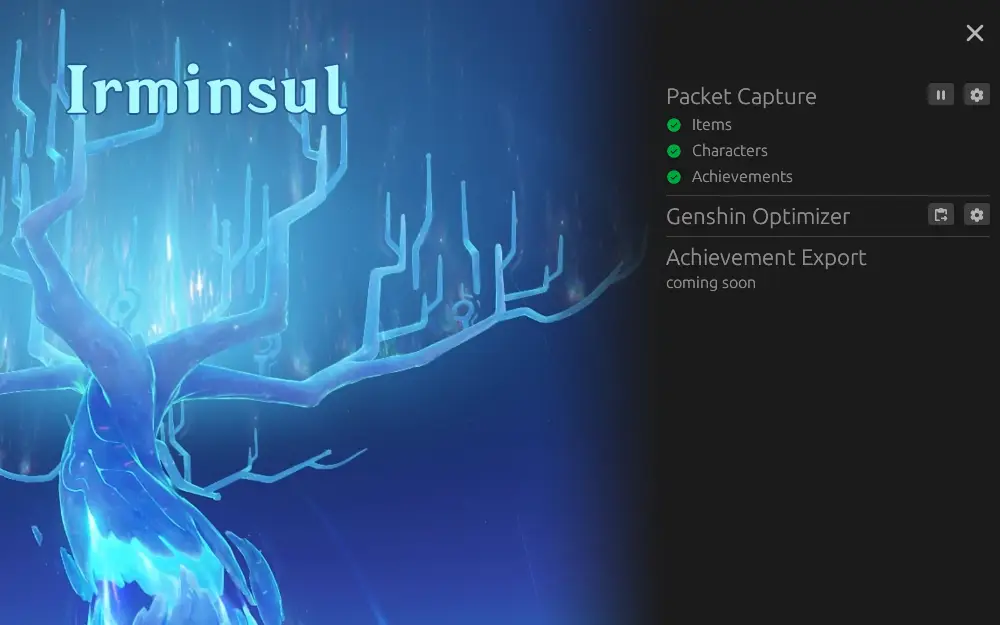 Irminsul
Packet Capture
Items
Characters
Achievements
Genshin Optimizer
Achievement Export
coming soon